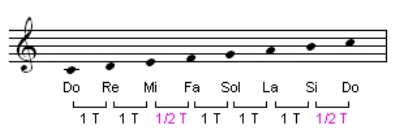 Do Re Mi Fa Sol La Si Do
1 T 1 T 1/2 T 1 T 1 T 1 T 1/2 T